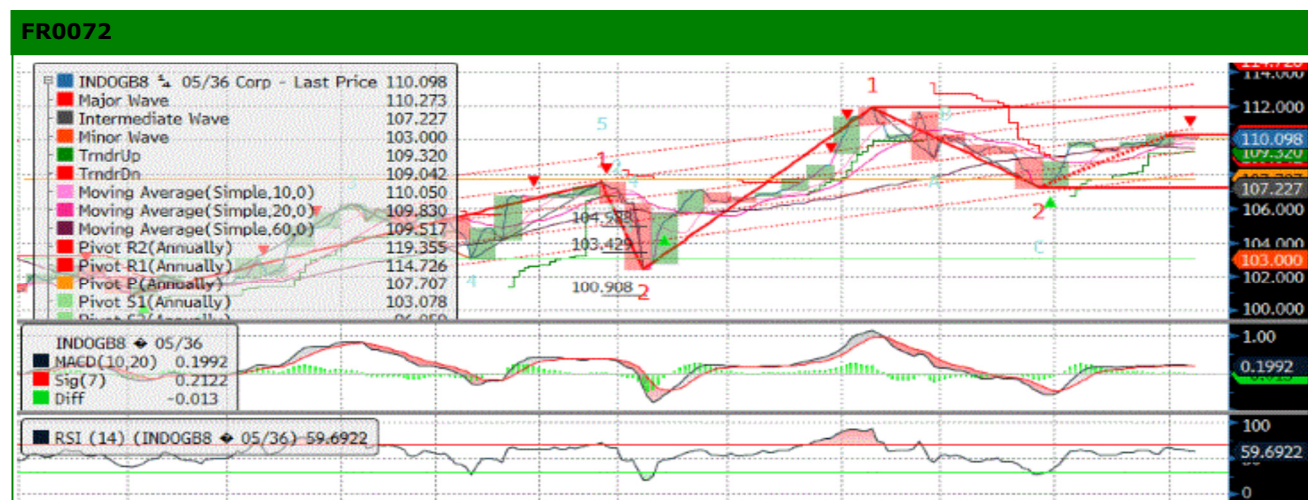 FR0072
INDOGB8 05/36 Corp - Last Price 110.098
Major Wave 110.273
Intermediate Wave 107.227
Minor Wave 103.000
TrndrUp 109.320
TrndrDn 109.042
Moving Average(Simple,10,0) 110.050
Moving Average(Simple,20,0) 109.830
Moving Average(Simple,60,0) 109.517
Pivot R2(Annually) 119.355
Pivot R1(Annually) 114.726
Pivot P(Annually) 107.707
Pivot S1(Annually) 103.078
5
1
4
104.588
103.429
100.908
2
4
1
B
A
2
C
114.000
112.000
110.098
109.320
107.227
106.000
104.000
103.000
102.000
100.000
INDOGB8 � 05/36
MACD(10,20) 0.1992
Sig(7) 0.2122
Diff -0.013
1.00
0.1992
RSI (14) (INDOGB8 � 05/36) 59.6922
100
59.6922
0